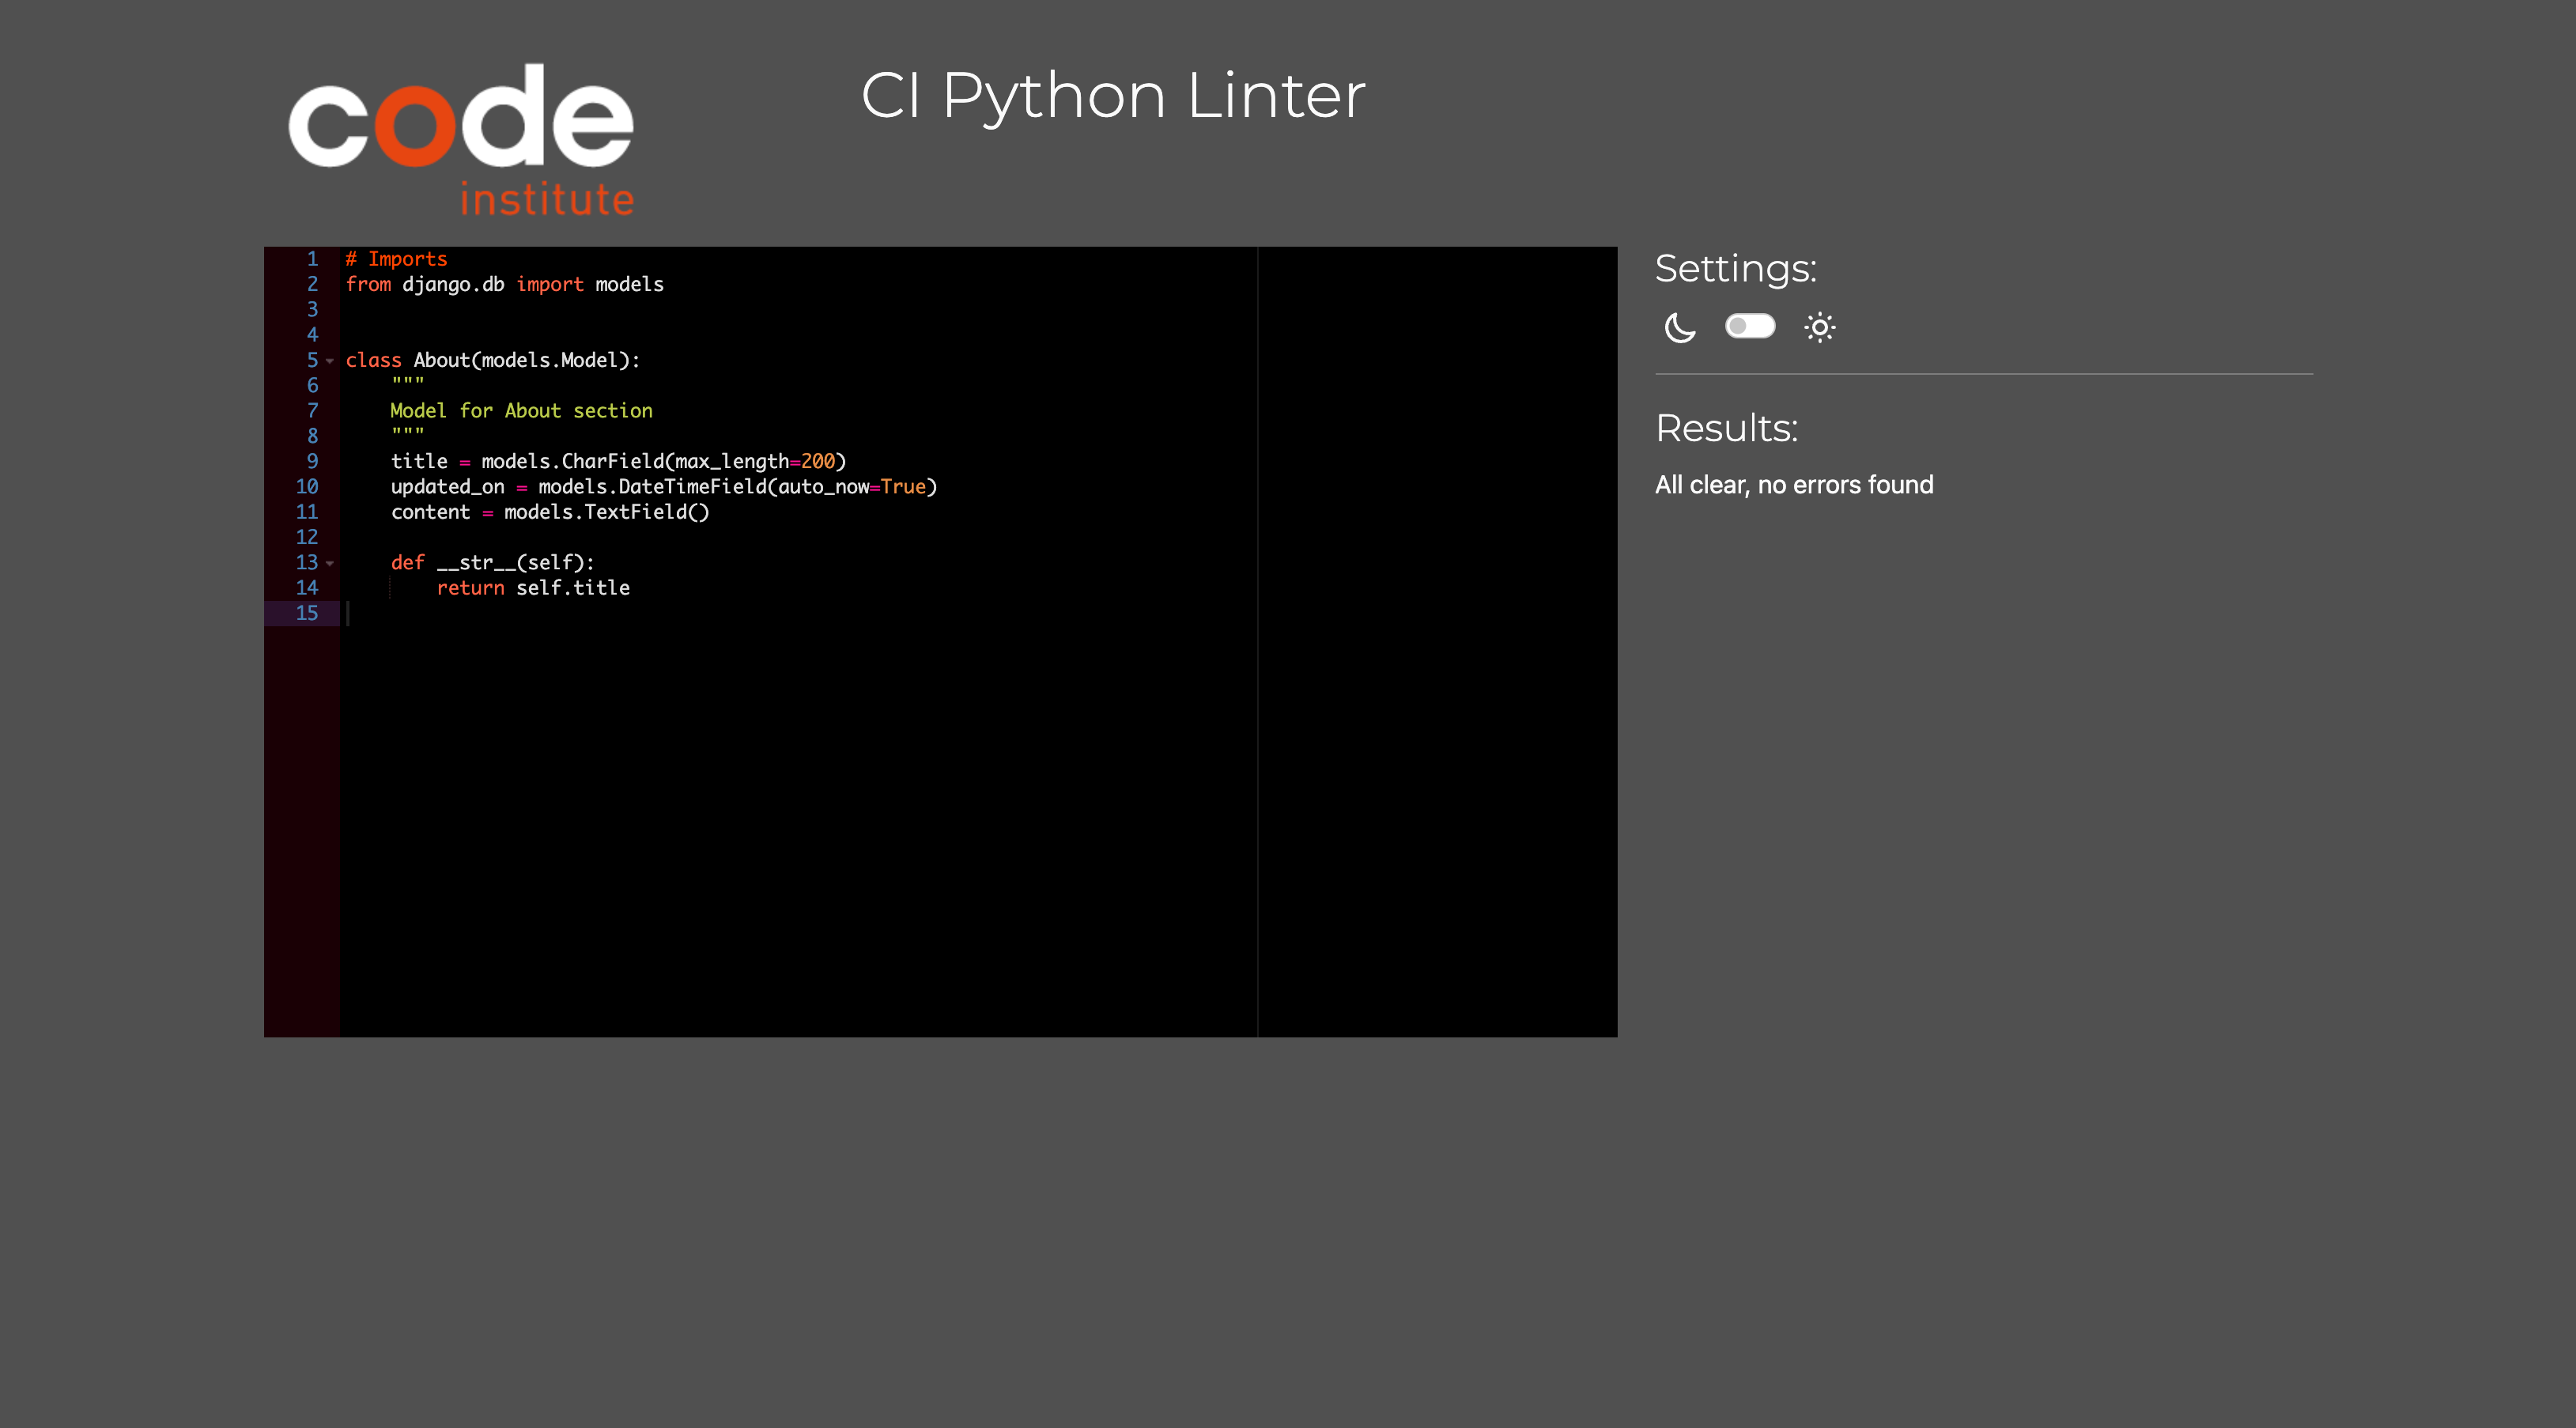 code
institute
CI Python Linter
1 # Imports
2 from django.db import models
3
4
5 class About(models.Model):
6     """
7     Model for About section
8     """
9     title = models.CharField(max_length=200)
10     updated_on = models.DateTimeField(auto_now=True)
11     content = models.TextField()
12
13     def __str__(self):
14         return self.title
15
Settings:
Results:
All clear, no errors found